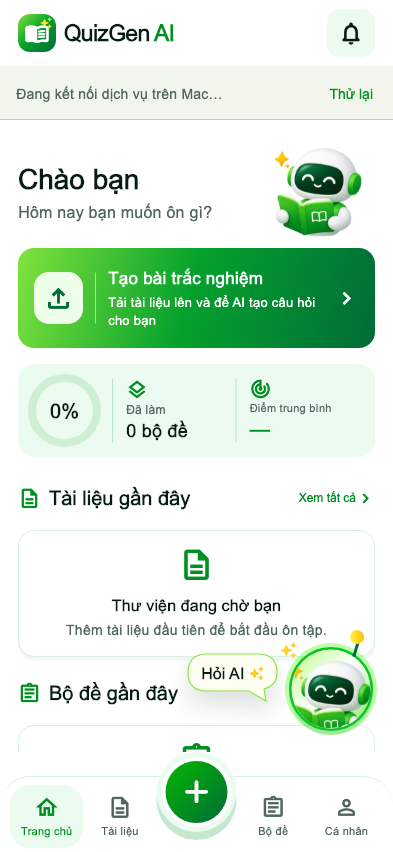 QuizGen AI
Đang kết nối dịch vụ trên Mac...
Thử lại
Chào bạn
Hôm nay bạn muốn ôn gì?
Tạo bài trắc nghiệm
Tải tài liệu lên và để AI tạo câu hỏi
cho bạn
0%
Đã làm
0 bộ đề
Điểm trung bình
—
Tài liệu gần đây
Xem tất cả
Thư viện đang chờ bạn
Thêm tài liệu đầu tiên để bắt đầu ôn tập.
Hỏi AI
Bộ đề gần đây
Trang chủ
Tài liệu
Bộ đề
Cá nhân